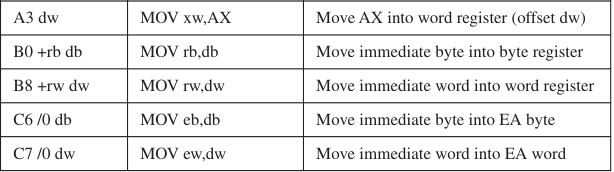 A3 dw MOV xw,AX Move AX into word register (offset dw)
B0 +rb db MOV rb,db Move immediate byte into byte register
B8 +rw dw MOV rw,dw Move immediate word into word register
C6 /0 db MOV eb,db Move immediate byte into EA byte
C7 /0 dw MOV ew,dw Move immediate word into EA word